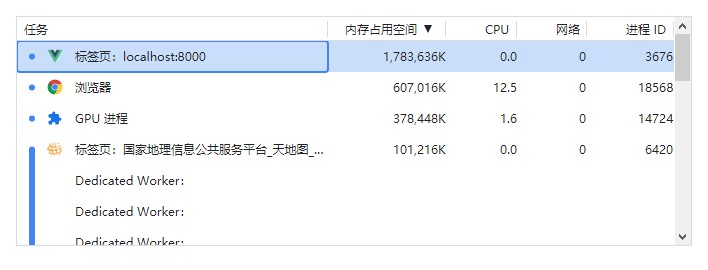 任务 内存占用空间 ▼ CPU 网络 进程 ID
标签页：localhost:8000 1,783,636K 0.0 0 3676
浏览器 607,016K 12.5 0 18568
GPU 进程 378,448K 1.6 0 14724
标签页：国家地理信息公共服务平台_天地图_... 101,216K 0.0 0 6420
Dedicated Worker:
Dedicated Worker:
Dedicated Worker: